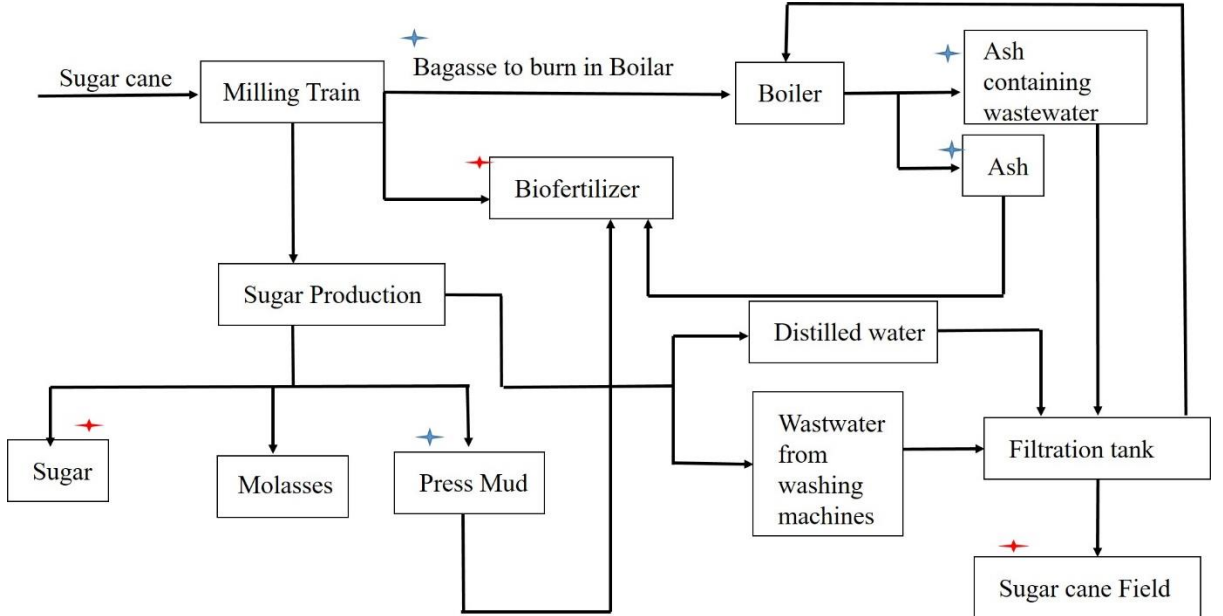 Sugar cane
Milling Train
Bagasse to burn in Boilar
Boiler
Ash
containing
wastewater
Biofertilizer
Ash
Sugar Production
Distilled water
Sugar
Molasses
Press Mud
Wastwater
from
washing
machines
Filtration tank
Sugar cane Field